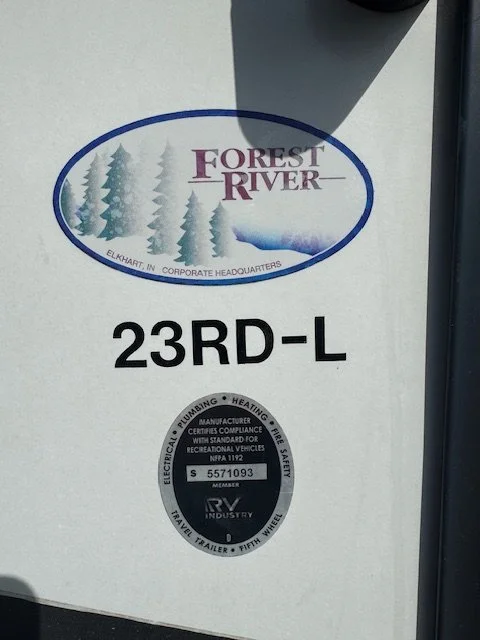 FOREST
RIVER
ELKHART, IN CORPORATE HEADQUARTERS
23RD-L
ELECTRICAL • PLUMBING • HEATING • FIRE SAFETY
MANUFACTURER
CERTIFIES COMPLIANCE
WITH STANDARD FOR
RECREATIONAL VEHICLES
NFPA 1192
S 5571093
MEMBER
RV
INDUSTRY
D
TRAVEL TRAILER • FIFTH WHEEL